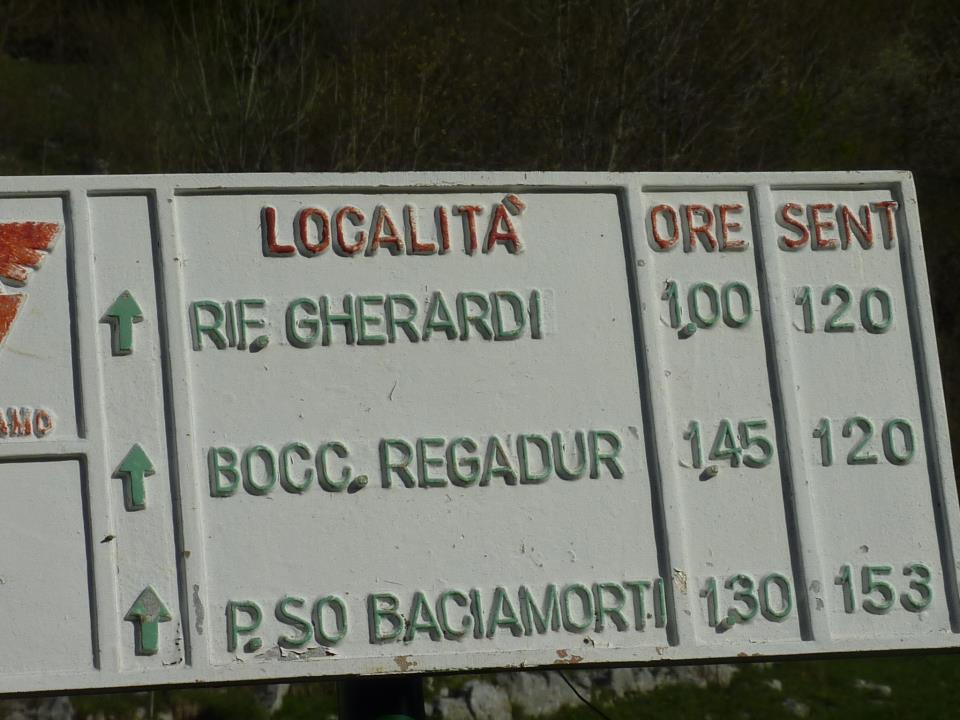 LOCALITÀ ORE SENT
RIF. GHERARDI 1,00 120
BOCC. REGADUR 1,45 120
P.SO BACIAMORTI 1,30 153